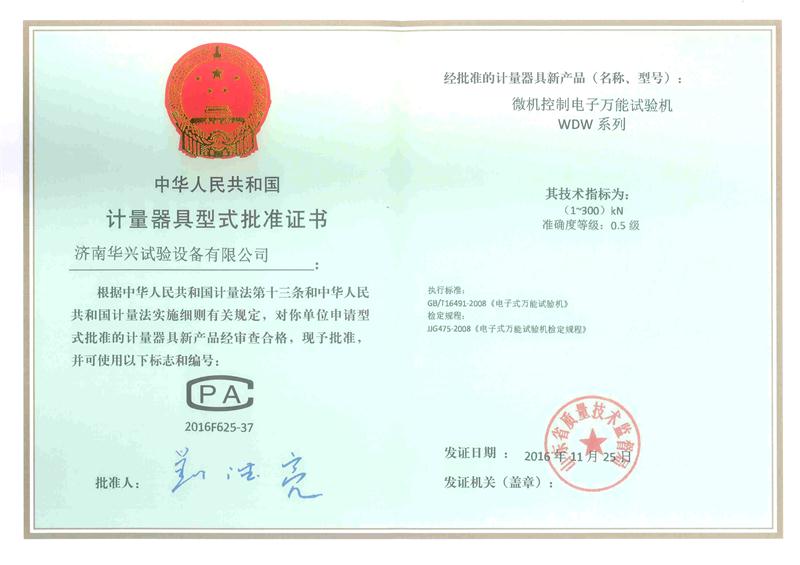 中华人民共和国
计量器具型式批准证书
济南华兴试验设备有限公司
:
根据中华人民共和国计量法第十三条和中华人民
共和国计量法实施细则有关规定，对你单位申请型
式批准的计量器具新产品经审查合格，现予批准，
并可使用以下标志和编号：
CPA
2016F625-37
批准人：
经批准的计量器具新产品（名称、型号）：
微机控制电子万能试验机
WDW 系列
其技术指标为：
（1~300）kN
准确度等级：0.5 级
执行标准：
GB/T16491-2008《电子式万能试验机》
检定规程：
JJG475-2008《电子式万能试验机检定规程》
山东省质量技术监督局
发证日期 ： 2016 年 11 月 25 日
发证机关（盖章）：